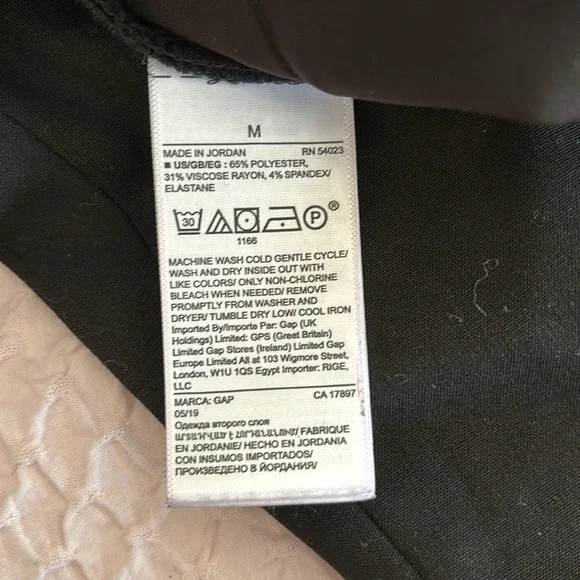 M
MADE IN JORDAN RN 54023
■ US/GB/EG : 65% POLYESTER,
31% VISCOSE RAYON, 4% SPANDEX/
ELASTANE
30 P ®
1166
MACHINE WASH COLD GENTLE CYCLE/
WASH AND DRY INSIDE OUT WITH
LIKE COLORS/ ONLY NON-CHLORINE
BLEACH WHEN NEEDED/ REMOVE
PROMPTLY FROM WASHER AND
DRYER/ TUMBLE DRY LOW/ COOL IRON
Imported By/Importe Par: Gap (UK
Holdings) Limited: GPS (Great Britain)
Limited Gap Stores (Ireland) Limited Gap
Europe Limited All at 103 Wigmore Street,
London, W1U 1QS Egypt Importer: RIGE,
LLC
MARCA: GAP CA 17897
05/19
Одежда второго слоя
ԱՐՏԱԴՐՎԱԾ Է ՀՈՐԴԱՆԱՆՈՒՄ/ FABRIQUE
EN JORDANIE/ HECHO EN JORDANIA
CON INSUMOS IMPORTADOS/
ПРОИЗВЕДЕНО В ЙОРДАНИИ/